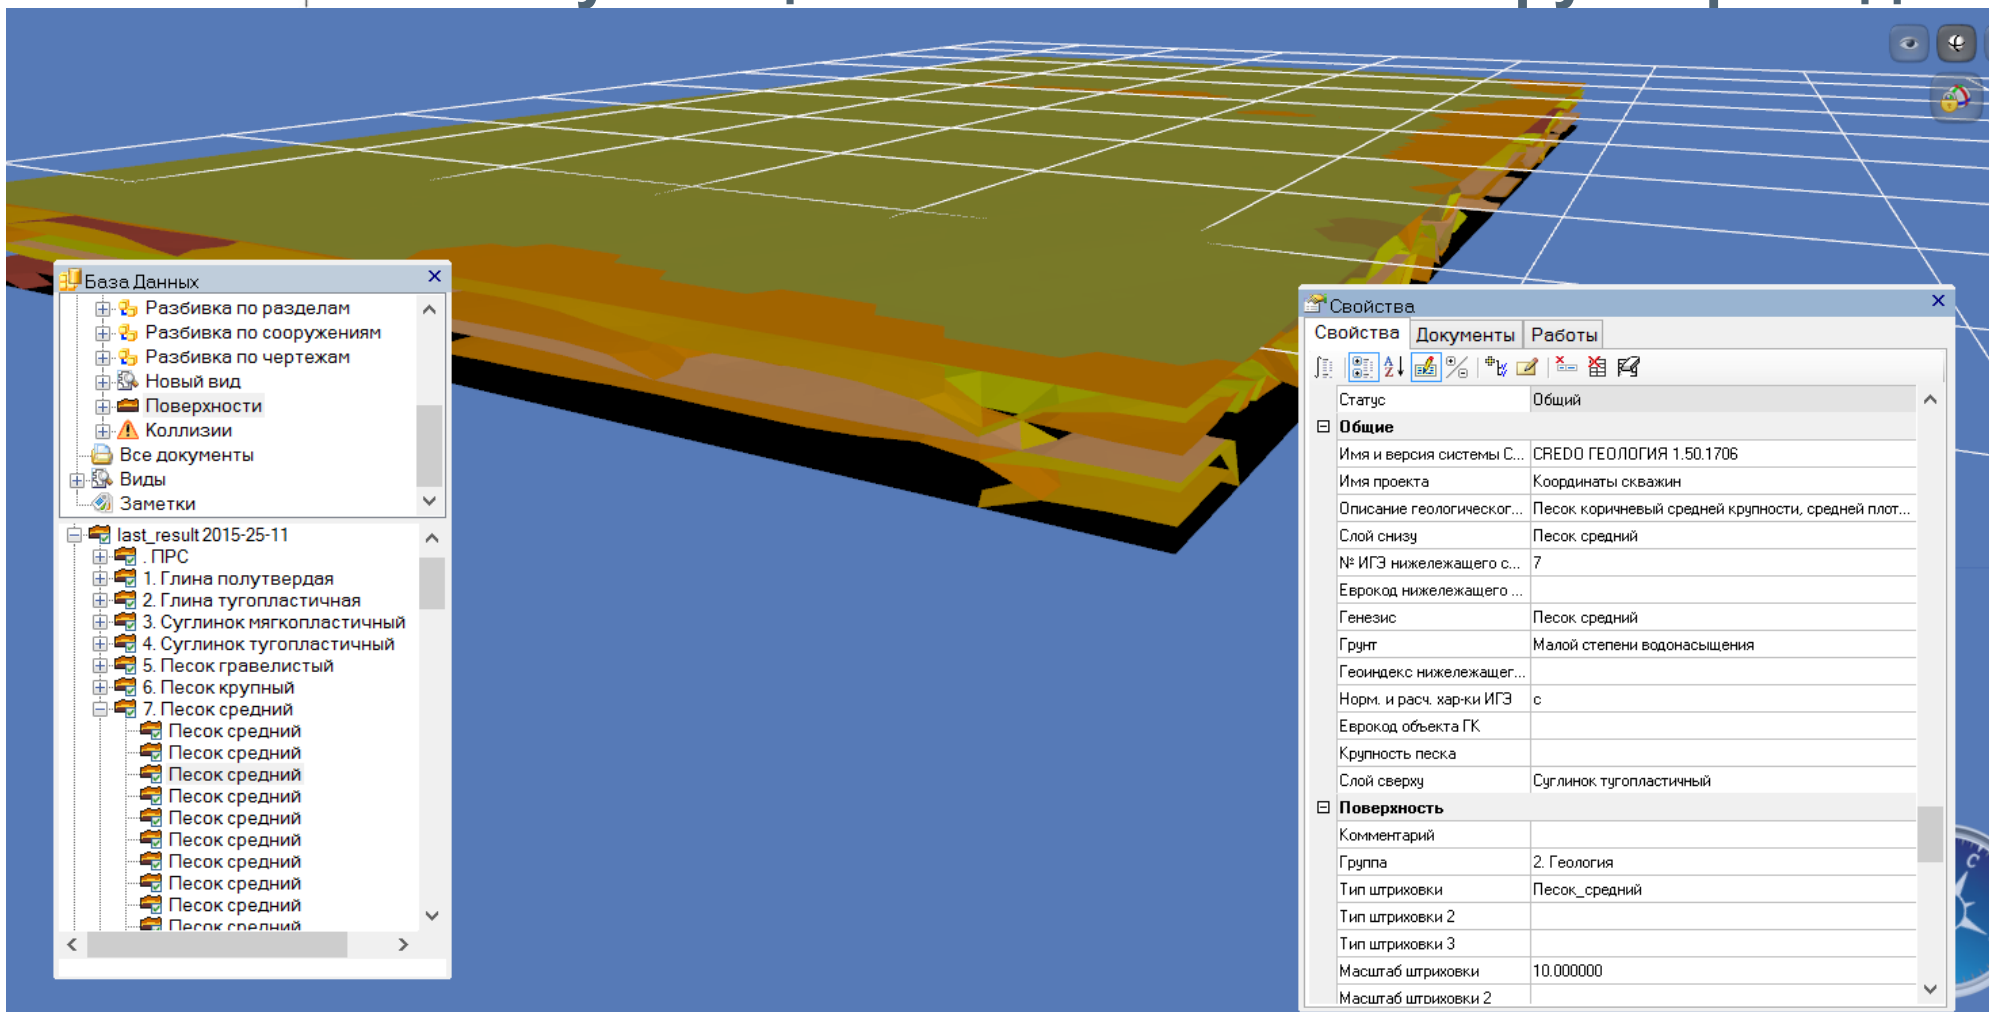 База Данных
Разбивка по разделам
Разбивка по сооружениям
Разбивка по чертежам
Новый вид
Поверхности
Коллизии
Все документы
Виды
Заметки
last_result 2015-25-11
. ПРС
1. Глина полутвердая
2. Глина тугопластичная
3. Суглинок мягкопластичный
4. Суглинок тугопластичный
5. Песок гравелистый
6. Песок крупный
7. Песок средний
Песок средний
Песок средний
Песок средний
Песок средний
Песок средний
Песок средний
Песок средний
Песок средний
Песок средний
Песок средний
Свойства
Свойства Документы Работы
Статус Общий
Общие
Имя и версия системы С... CREDO ГЕОЛОГИЯ 1.50.1706
Имя проекта Координаты скважин
Описание геологическог... Песок коричневый средней крупности, средней плот...
Слой снизу Песок средний
№ ИГЭ нижележащего с... 7
Еврокод нижележащего ...
Генезис Песок средний
Грунт Малой степени водонасыщения
Геоиндекс нижележащег...
Норм. и расч. хар-ки ИГЭ с
Еврокод объекта ГК
Крупность песка
Слой сверху Суглинок тугопластичный
Поверхность
Комментарий
Группа 2. Геология
Тип штриховки Песок_средний
Тип штриховки 2
Тип штриховки 3
Масштаб штриховки 10.000000
Масштаб штриховки 2
С